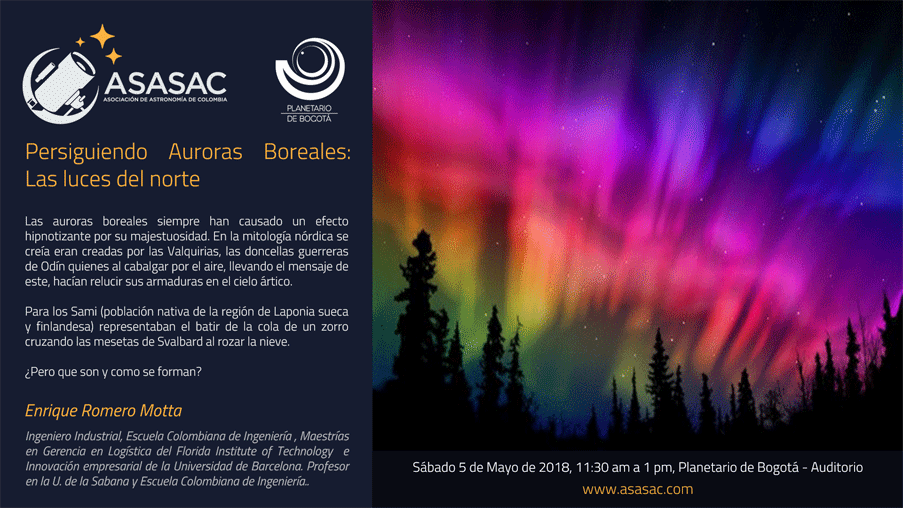 ASASAC
ASOCIACIÓN DE ASTRONOMÍA DE COLOMBIA
PLANETARIO
DE BOGOTÁ
Persiguiendo Auroras Boreales:
Las luces del norte
Las auroras boreales siempre han causado un efecto
hipnotizante por su majestuosidad. En la mitología nórdica se
creía eran creadas por las Valquirias, las doncellas guerreras
de Odín quienes al cabalgar por el aire, llevando el mensaje de
este, hacían relucir sus armaduras en el cielo ártico.
Para los Sami (población nativa de la región de Laponia sueca
y finlandesa) representaban el batir de la cola de un zorro
cruzando las mesetas de Svalbard al rozar la nieve.
¿Pero que son y como se forman?
Enrique Romero Motta
Ingeniero Industrial, Escuela Colombiana de Ingeniería , Maestrías
en Gerencia en Logística del Florida Institute of Technology e
Innovación empresarial de la Universidad de Barcelona. Profesor
en la U. de la Sabana y Escuela Colombiana de Ingeniería..
Sábado 5 de Mayo de 2018, 11:30 am a 1 pm, Planetario de Bogotá - Auditorio
www.asasac.com